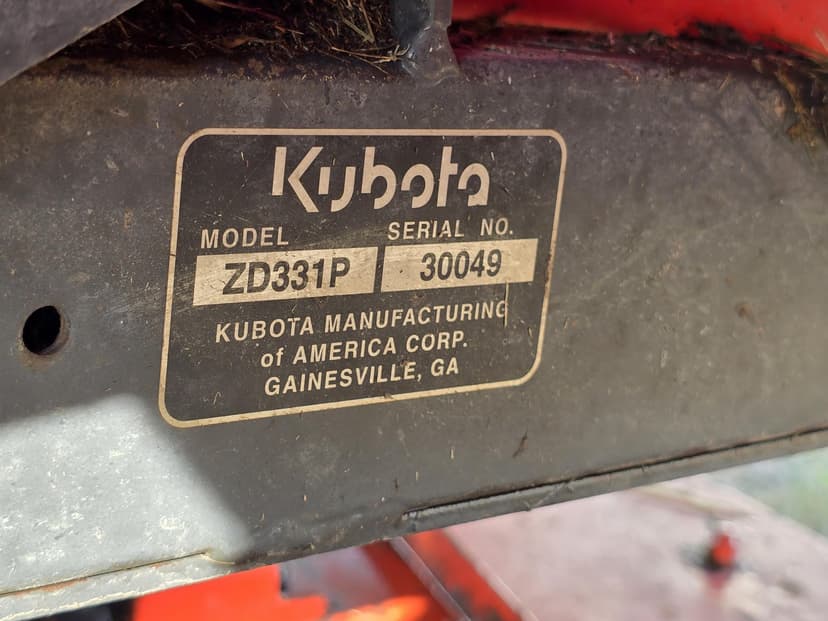 Kubota
MODEL SERIAL NO.
ZD331P 30049
KUBOTA MANUFACTURING
of AMERICA CORP.
GAINESVILLE, GA